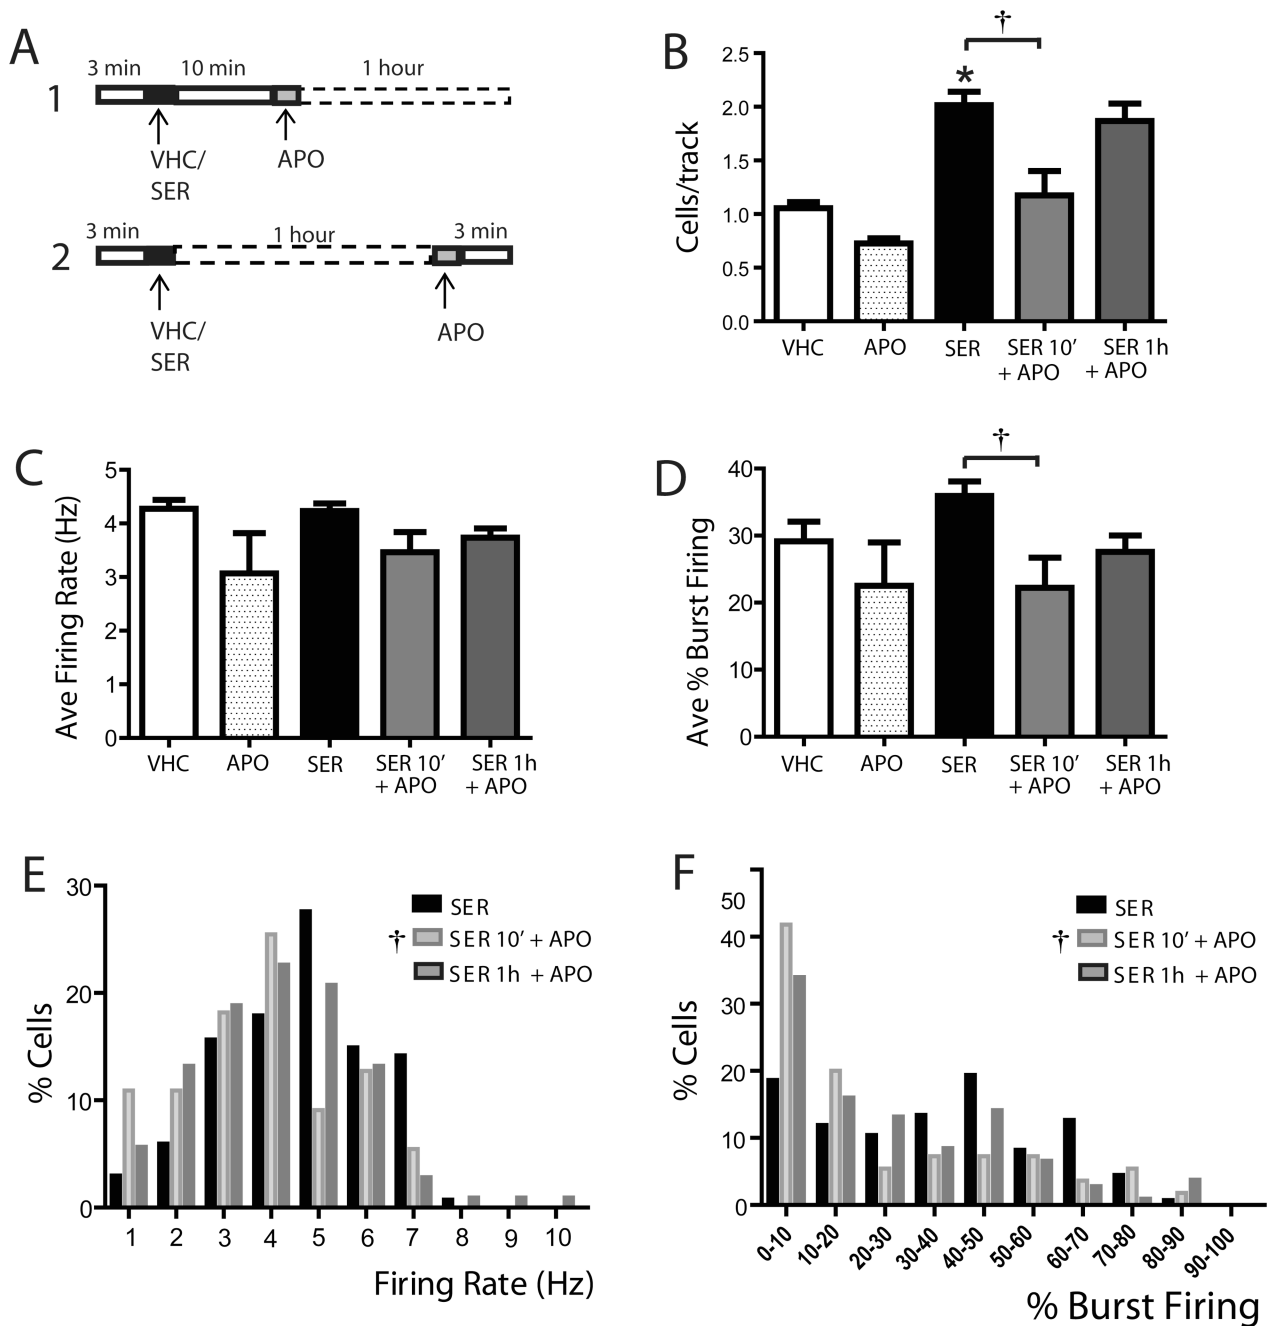 A
1
3 min
10 min
1 hour
VHC/
SER
APO
2
3 min
1 hour
3 min
VHC/
SER
APO
B
†
*
Cells/track
2.5
2.0
1.5
1.0
0.5
0.0
VHC
APO
SER
SER 10′
+ APO
SER 1h
+ APO
C
Ave Firing Rate (Hz)
5
4
3
2
1
0
VHC
APO
SER
SER 10′
+ APO
SER 1h
+ APO
D
†
Ave % Burst Firing
40
30
20
10
0
VHC
APO
SER
SER 10′
+ APO
SER 1h
+ APO
E
% Cells
30
20
10
0
SER
† SER 10′ + APO
SER 1h + APO
1 2 3 4 5 6 7 8 9 10
Firing Rate (Hz)
F
% Cells
50
40
30
20
10
0
SER
† SER 10′ + APO
SER 1h + APO
0-10 10-20 20-30 30-40 40-50 50-60 60-70 70-80 80-90 90-100
% Burst Firing